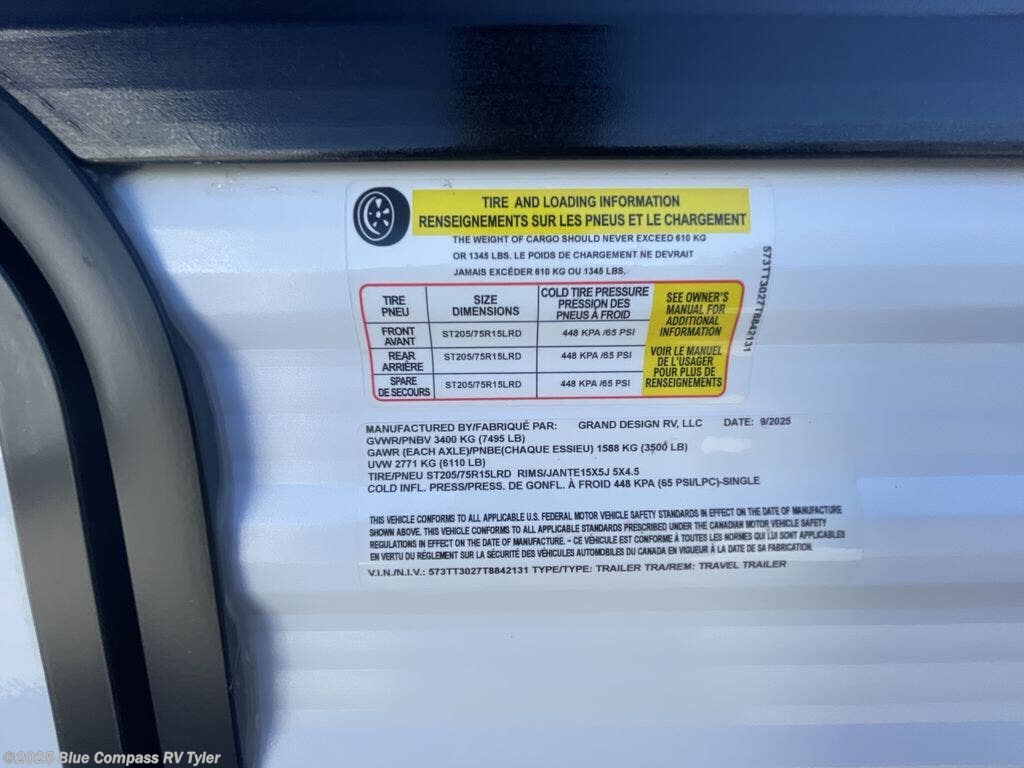 TIRE AND LOADING INFORMATION
RENSEIGNEMENTS SUR LES PNEUS ET LE CHARGEMENT
THE WEIGHT OF CARGO SHOULD NEVER EXCEED 610 KG
OR 1345 LBS. LE POIDS DE CHARGEMENT NE DEVRAIT
JAMAIS EXCÉDER 610 KG OU 1345 LBS.
TIRE
PNEU
SIZE
DIMENSIONS
COLD TIRE PRESSURE
PRESSION DES
PNEUS À FROID
FRONT
AVANT
ST205/75R15LRD
448 KPA /65 PSI
REAR
ARRIÈRE
ST205/75R15LRD
448 KPA /65 PSI
SPARE
DE SECOURS
ST205/75R15LRD
448 KPA /65 PSI
SEE OWNER'S
MANUAL FOR
ADDITIONAL
INFORMATION
VOIR LE MANUEL
DE L'USAGER
POUR PLUS DE
RENSEIGNEMENTS
573TT3027T8842131
MANUFACTURED BY/FABRIQUÉ PAR: GRAND DESIGN RV, LLC DATE: 9/2025
GVWR/PNBV 3400 KG (7495 LB)
GAWR (EACH AXLE)/PNBE(CHAQUE ESSIEU) 1588 KG (3500 LB)
UVW 2771 KG (6110 LB)
TIRE/PNEU ST205/75R15LRD RIMS/JANTE15X5J 5X4.5
COLD INFL. PRESS/PRESS. DE GONFL. À FROID 448 KPA (65 PSI/LPC)-SINGLE
THIS VEHICLE CONFORMS TO ALL APPLICABLE U.S. FEDERAL MOTOR VEHICLE SAFETY STANDARDS IN EFFECT ON THE DATE OF MANUFACTURE
SHOWN ABOVE. THIS VEHICLE CONFORMS TO ALL APPLICABLE STANDARDS PRESCRIBED UNDER THE CANADIAN MOTOR VEHICLE SAFETY
REGULATIONS IN EFFECT ON THE DATE OF MANUFACTURE. - CE VÉHICULE EST CONFORME À TOUTES LES NORMES QUI LUI SONT APPLICABLES
EN VERTU DU RÉGLEMENT SUR LA SÉCURITÉ DES VÉHICULES AUTOMOBILES DU CANADA EN VIGUEUR À LA DATE DE SA FABRICATION.
V.I.N./N.I.V.: 573TT3027T8842131 TYPE/TYPE: TRAILER TRA/REM: TRAVEL TRAILER
©2025 Blue Compass RV Tyler